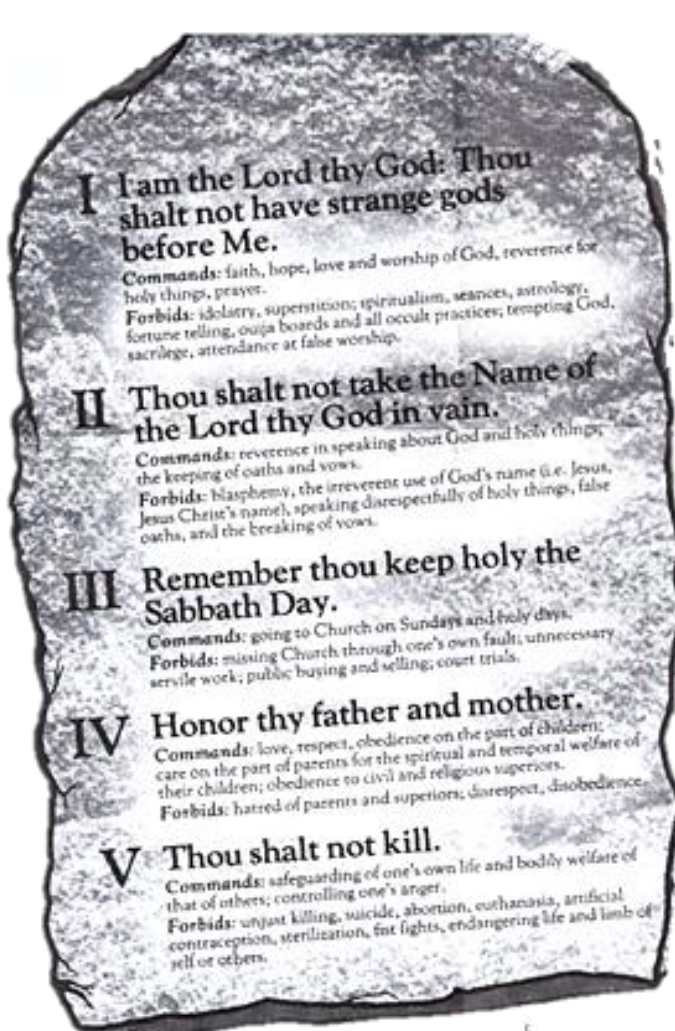 I I am the Lord thy God: Thou
shalt not have strange gods
before Me.
Commands: faith, hope, love and worship of God, reverence for
holy things, prayer.
Forbids: idolatry, superstition; spiritualism, seances, astrology,
fortune telling, ouija boards and all occult practices; tempting God,
sacrilege, attendance at false worship.
II Thou shalt not take the Name of
the Lord thy God in vain.
Commands: reverence in speaking about God and holy things;
the keeping of oaths and vows.
Forbids: blasphemy, the irreverent use of God's name (i.e. Jesus,
Jesus Christ's name), speaking disrespectfully of holy things, false
oaths, and the breaking of vows.
III Remember thou keep holy the
Sabbath Day.
Commands: going to Church on Sundays and holy days.
Forbids: missing Church through one's own fault; unnecessary
servile work; public buying and selling; court trials.
IV Honor thy father and mother.
Commands: love, respect, obedience on the part of children;
care on the part of parents for the spiritual and temporal welfare of
their children; obedience to civil and religious superiors.
Forbids: hatred of parents and superiors; disrespect, disobedience.
V Thou shalt not kill.
Commands: safeguarding of one's own life and bodily welfare of
that of others; controlling one's anger.
Forbids: unjust killing, suicide, abortion, euthanasia, artificial
contraception, sterilization, fist fights, endangering life and limb of
self or others.